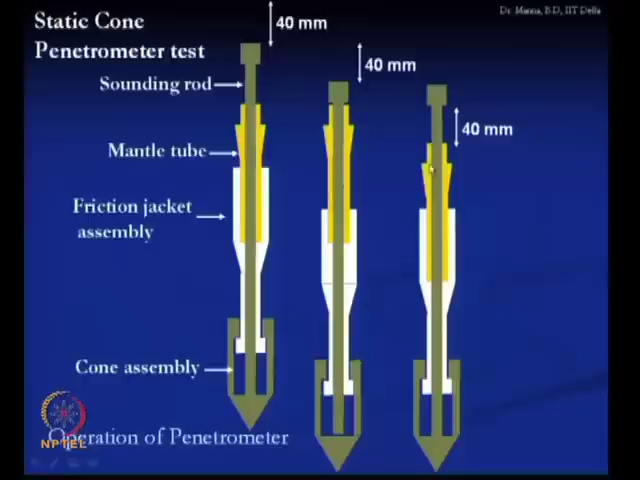 Dr. Manna, B.D, IIT Delhi
Static Cone
Penetrometer test
40 mm
40 mm
Sounding rod
40 mm
Mantle tube
Friction jacket
assembly
Cone assembly
Operation of Penetrometer
NPTEL